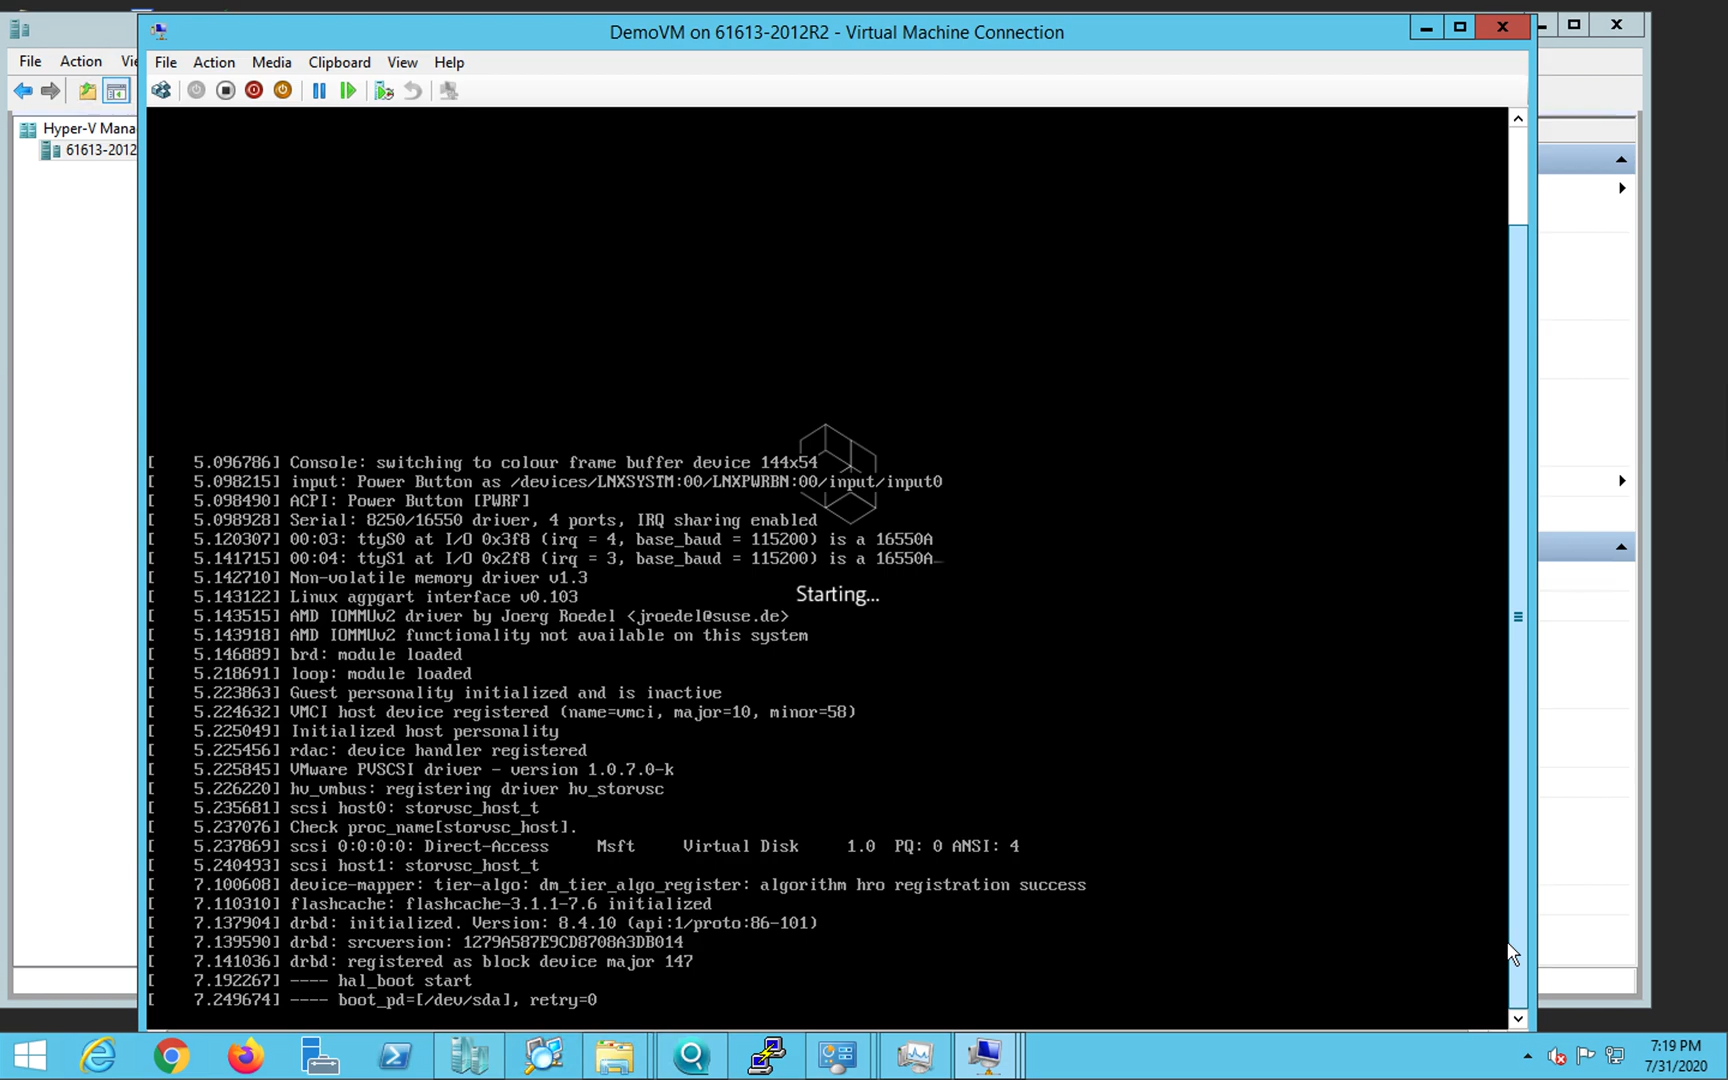 DemoVM on 61613-2012R2 - Virtual Machine Connection
File Action Vie
File Action Media Clipboard View Help
Hyper-V Mana
61613-2012
[ 5.096786] Console: switching to colour frame buffer device 144x54
[ 5.098215] input: Power Button as /devices/LNXSYSTM:00/LNXPWRBN:00/input/input0
[ 5.098490] ACPI: Power Button [PWRF]
[ 5.098928] Serial: 8250/16550 driver, 4 ports, IRQ sharing enabled
[ 5.120307] 00:03: ttyS0 at I/O 0x3f8 (irq = 4, base_baud = 115200) is a 16550A
[ 5.141715] 00:04: ttyS1 at I/O 0x2f8 (irq = 3, base_baud = 115200) is a 16550A
[ 5.142710] Non-volatile memory driver v1.3
[ 5.143122] Linux agpgart interface v0.103
Starting...
[ 5.143515] AMD IOMMUv2 driver by Joerg Roedel <jroedel@suse.de>
[ 5.143918] AMD IOMMUv2 functionality not available on this system
[ 5.146889] brd: module loaded
[ 5.218691] loop: module loaded
[ 5.223863] Guest personality initialized and is inactive
[ 5.224632] VMCI host device registered (name=vmci, major=10, minor=58)
[ 5.225049] Initialized host personality
[ 5.225456] rdac: device handler registered
[ 5.225845] VMware PVSCSI driver - version 1.0.7.0-k
[ 5.226220] hv_vmbus: registering driver hv_storvsc
[ 5.235681] scsi host0: storvsc_host_t
[ 5.237076] Check proc_name[storvsc_host].
[ 5.237869] scsi 0:0:0:0: Direct-Access Msft Virtual Disk 1.0 PQ: 0 ANSI: 4
[ 5.240493] scsi host1: storvsc_host_t
[ 7.100608] device-mapper: tier-algo: dm_tier_algo_register: algorithm hro registration success
[ 7.110310] flashcache: flashcache-3.1.1-7.6 initialized
[ 7.137904] drbd: initialized. Version: 8.4.10 (api:1/proto:86-101)
[ 7.139590] drbd: srcversion: 1279A587E9CD8708A3DB014
[ 7.141036] drbd: registered as block device major 147
[ 7.192267] ---- hal_boot start
[ 7.249674] ---- boot_pd=[/dev/sda], retry=0
7:19 PM
7/31/2020